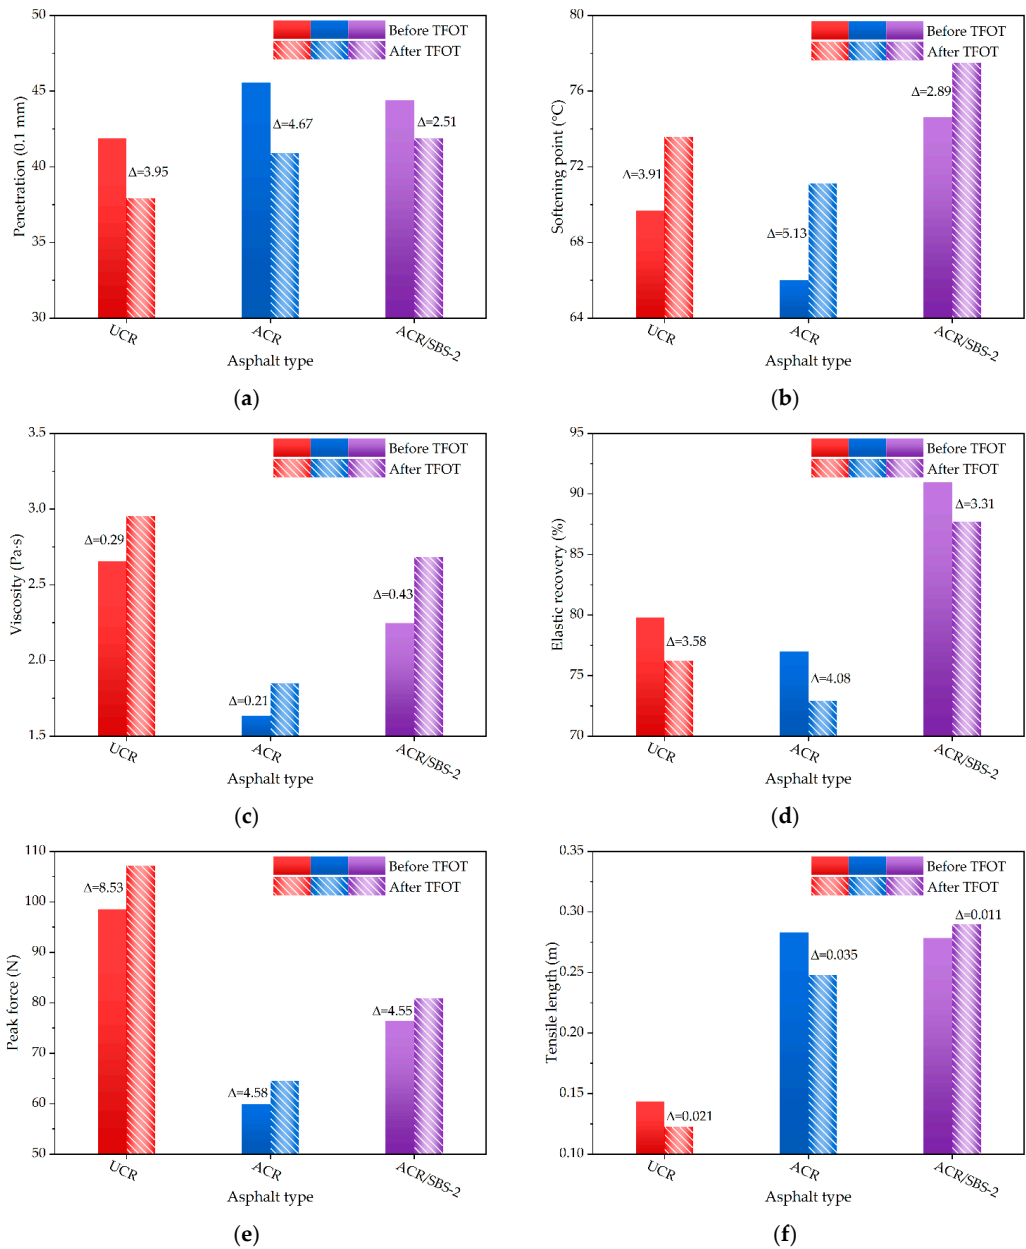 50
45
40
35
30
Penetration (0.1 mm)
Before TFOT
After TFOT
Δ=3.95
Δ=4.67
Δ=2.51
UCR
ACR
ACR/SBS-2
Asphalt type
(a)
80
76
72
68
64
Softening point (°C)
Before TFOT
After TFOT
Δ=3.91
Δ=5.13
Δ=2.89
UCR
ACR
ACR/SBS-2
Asphalt type
(b)
3.5
3.0
2.5
2.0
1.5
Viscosity (Pa·s)
Before TFOT
After TFOT
Δ=0.29
Δ=0.21
Δ=0.43
UCR
ACR
ACR/SBS-2
Asphalt type
(c)
95
90
85
80
75
70
Elastic recovery (%)
Before TFOT
After TFOT
Δ=3.58
Δ=4.08
Δ=3.31
UCR
ACR
ACR/SBS-2
Asphalt type
(d)
110
100
90
80
70
60
50
Peak force (N)
Before TFOT
After TFOT
Δ=8.53
Δ=4.58
Δ=4.55
UCR
ACR
ACR/SBS-2
Asphalt type
(e)
0.35
0.30
0.25
0.20
0.15
0.10
Tensile length (m)
Before TFOT
After TFOT
Δ=0.021
Δ=0.035
Δ=0.011
UCR
ACR
ACR/SBS-2
Asphalt type
(f)